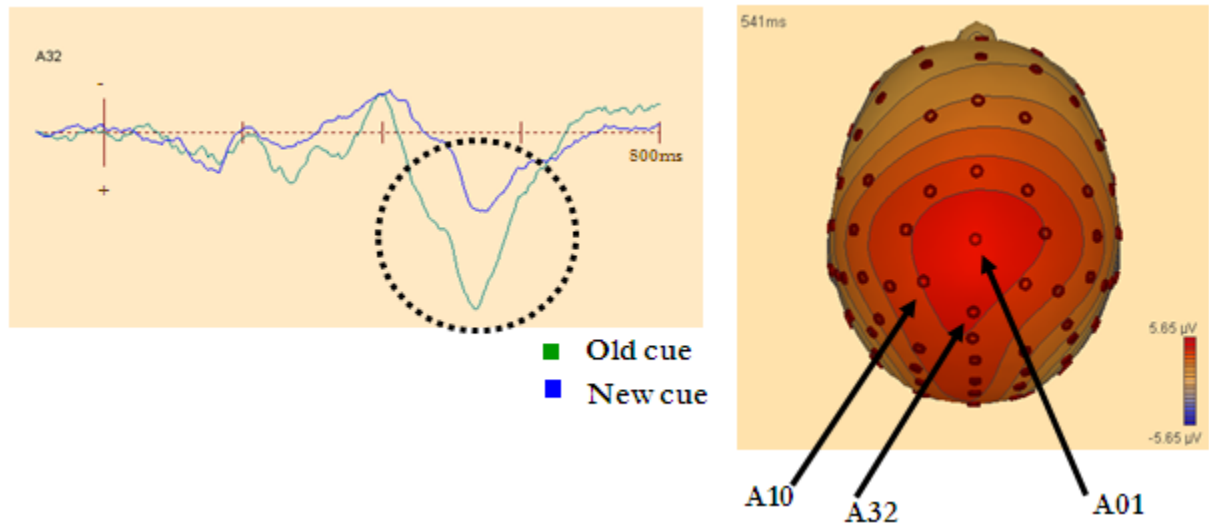 A32
-
+
800ms
Old cue
New cue
541ms
5.65 µV
-5.65 µV
A10
A32
A01